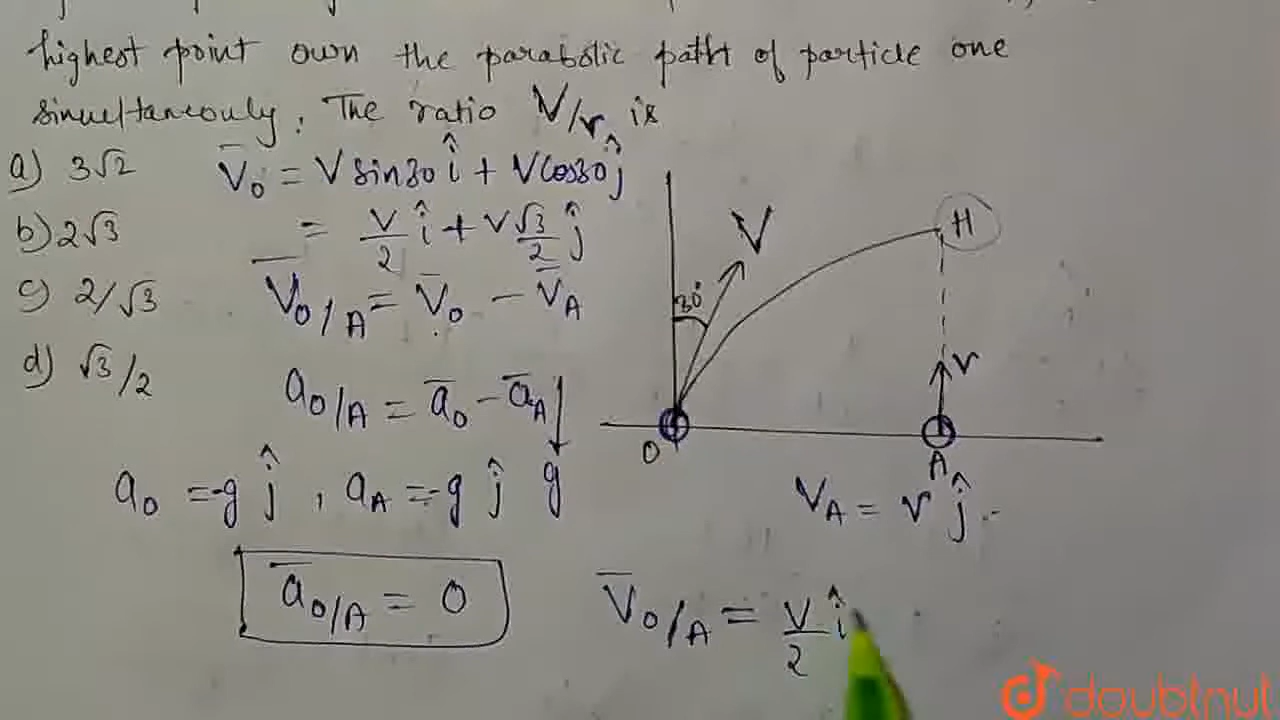 highest point own the parabolic path of particle one
simultaneouly. The ratio V/v is
a) 3√2
b) 2√3
c) 2/√3
d) √3/2
V̄₀ = V sin30 î + V cos30 ĵ
= V/2 î + V √3/2 ĵ
V̄₀/A = V̄₀ - V̄A
a₀/A = ā₀ - āA
a₀ = -g ĵ , aA = -g ĵ g
ā₀/A = 0
30°
V
H
v
O
A
VA = v ĵ
V̄₀/A = V/2 î
doubtnut